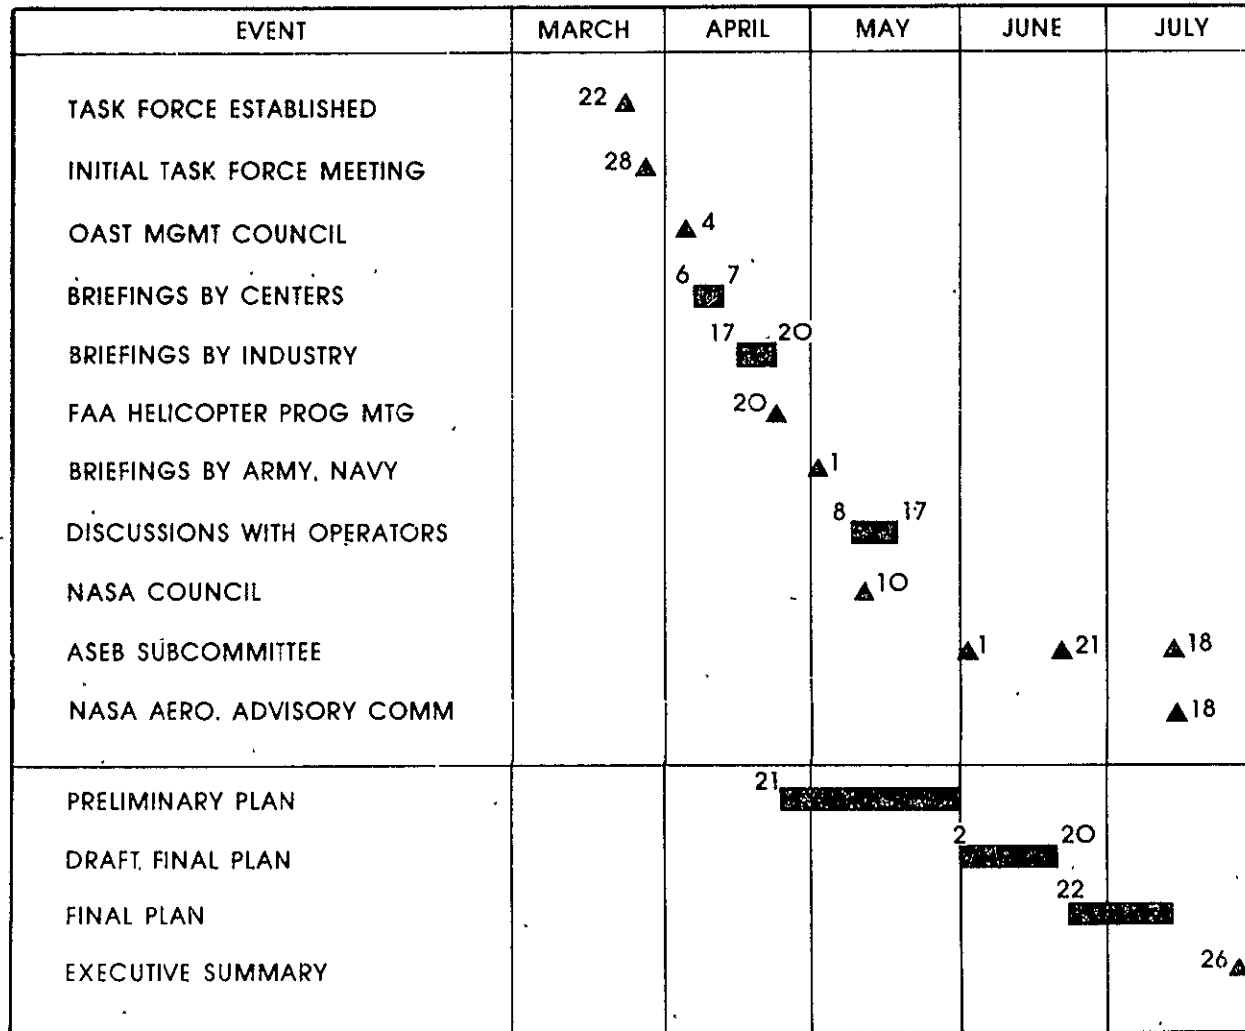 EVENT MARCH APRIL MAY JUNE JULY
TASK FORCE ESTABLISHED 22
INITIAL TASK FORCE MEETING 28
OAST MGMT COUNCIL 4
BRIEFINGS BY CENTERS 6 7
BRIEFINGS BY INDUSTRY 17 20
FAA HELICOPTER PROG MTG 20
BRIEFINGS BY ARMY, NAVY 1
DISCUSSIONS WITH OPERATORS 8 17
NASA COUNCIL 10
ASEB SUBCOMMITTEE 1 21 18
NASA AERO. ADVISORY COMM 18
PRELIMINARY PLAN 21
DRAFT, FINAL PLAN 2 20
FINAL PLAN 22
EXECUTIVE SUMMARY 26